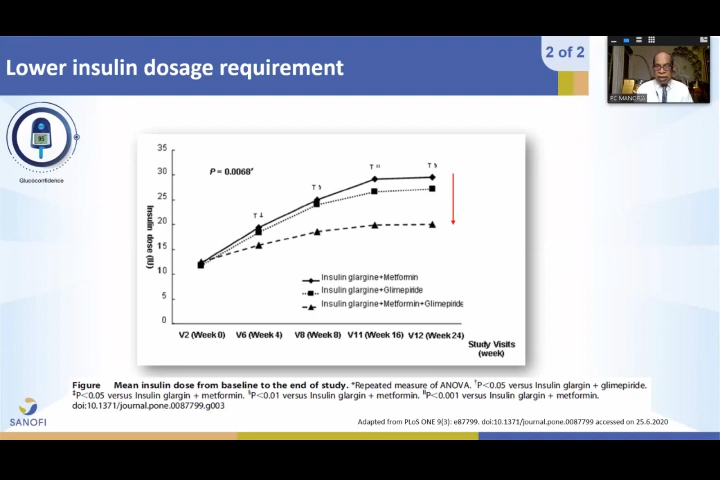 2 of 2
Lower insulin dosage requirement
PC MANO
95
Glucoconfidence
35
30
25
20
15
10
5
0
Insulin dose (IU)
P = 0.0068*
Insulin glargine+Metformin
Insulin glargine+Glimepiride
Insulin glargine+Metformin+Glimepiride
V2 (Week 0) V6 (Week 4) V8 (Week 8) V11 (Week 16) V12 (Week 24)
Study Visits
(week)
Figure Mean insulin dose from baseline to the end of study. *Repeated measure of ANOVA. †P<0.05 versus Insulin glargin + glimepiride.
‡P<0.05 versus Insulin glargin + metformin. §P<0.01 versus Insulin glargin + metformin. ||P<0.001 versus Insulin glargin + metformin.
doi:10.1371/journal.pone.0087799.g003
SANOFI
Adapted from PLoS ONE 9(3): e87799. doi:10.1371/journal.pone.0087799 accessed on 25.6.2020